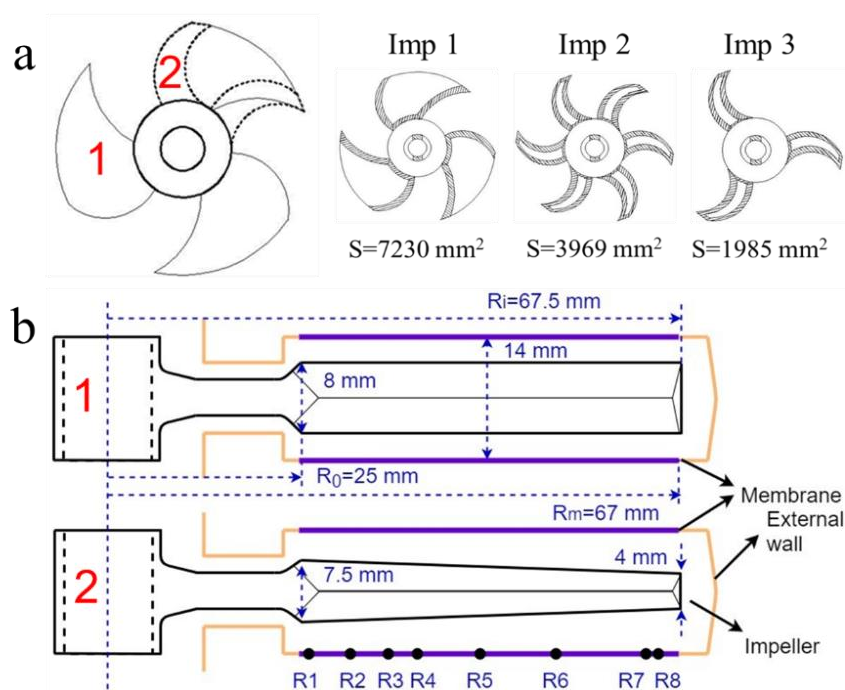 a
1
2
Imp 1
Imp 2
Imp 3
S=7230 mm²
S=3969 mm²
S=1985 mm²
b
Ri=67.5 mm
14 mm
1
8 mm
R₀=25 mm
Rm=67 mm
Membrane
External
wall
4 mm
2
7.5 mm
Impeller
R1 R2 R3 R4 R5 R6 R7 R8